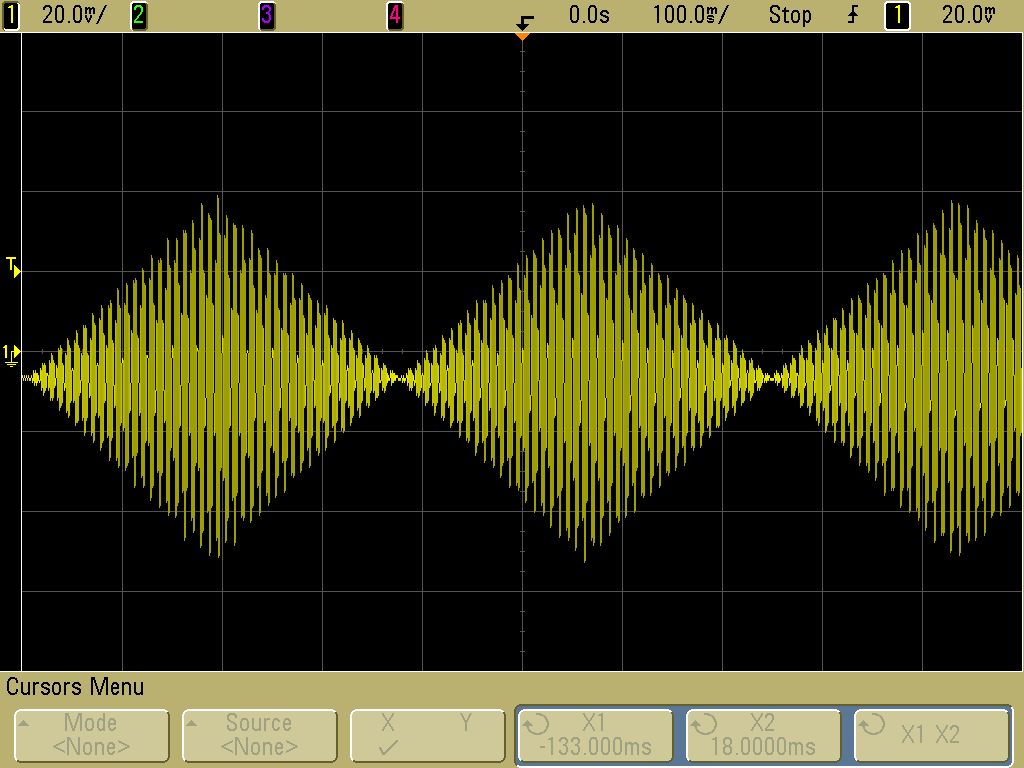 1 20.0mV/ 2 3 4 0.0s 100.0ms/ Stop 1 20.0mV
T
1
Cursors Menu
Mode
<None>
Source
<None>
X Y
X1
-133.000ms
X2
18.0000ms
X1 X2